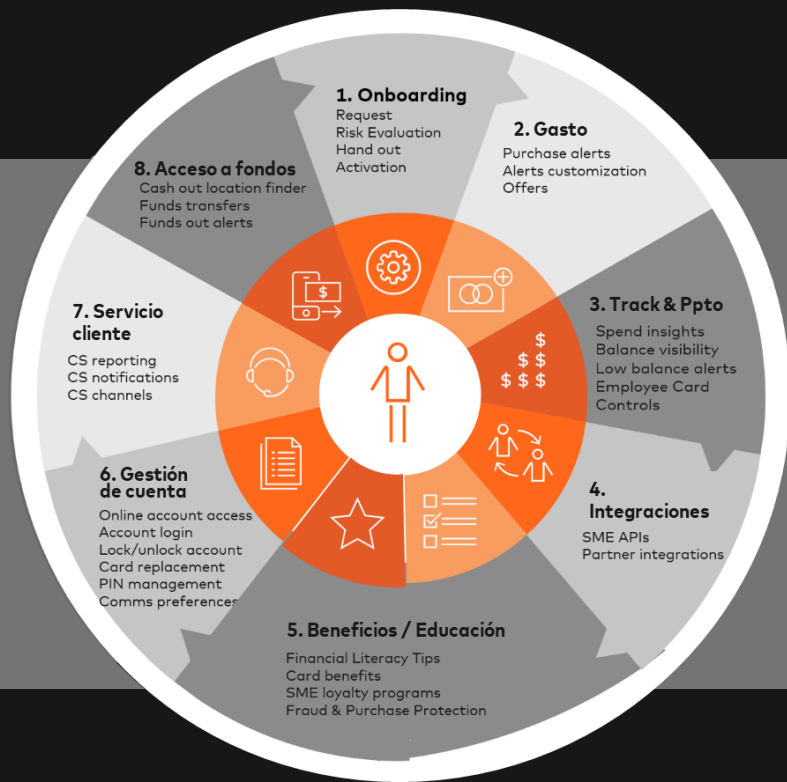 1. Onboarding
Request
Risk Evaluation
Hand out
Activation
2. Gasto
Purchase alerts
Alerts customization
Offers
3. Track & Ppto
Spend insights
Balance visibility
Low balance alerts
Employee Card
Controls
4.
Integraciones
SME APIs
Partner integrations
5. Beneficios / Educación
Financial Literacy Tips
Card benefits
SME loyalty programs
Fraud & Purchase Protection
6. Gestión
de cuenta
Online account access
Account login
Lock/unlock account
Card replacement
PIN management
Comms preferences
7. Servicio
cliente
CS reporting
CS notifications
CS channels
8. Acceso a fondos
Cash out location finder
Funds transfers
Funds out alerts
$
$
$ $
$ $ $